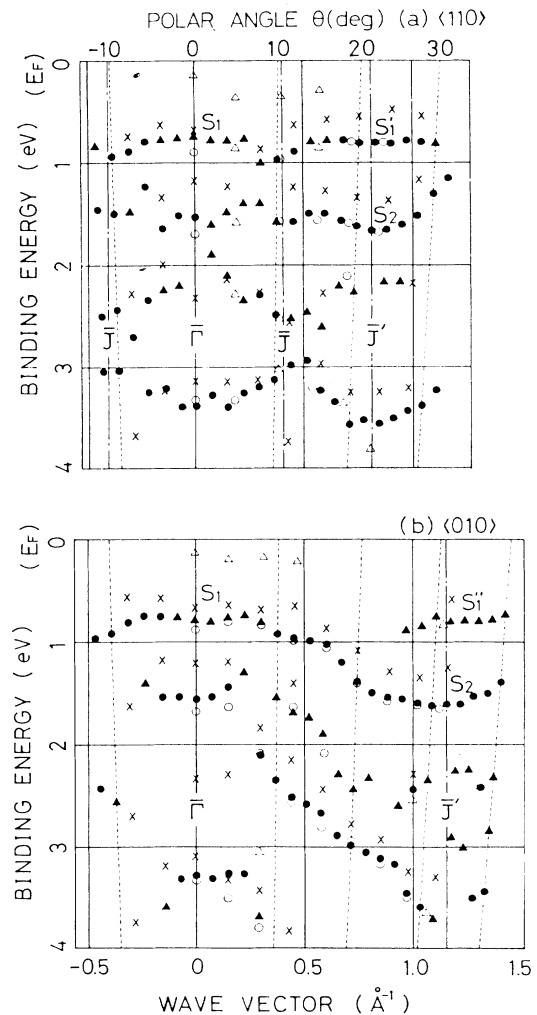 POLAR ANGLE θ(deg) (a) ⟨110⟩
-10 0 10 20 30
BINDING ENERGY (eV) (E_F)
0
1
2
3
4
S₁ S₁' S₂
J̄ Γ̄ J̄ J̄'
(b) ⟨010⟩
BINDING ENERGY (eV) (E_F)
0
1
2
3
4
S₁ S₁'' S₂
Γ̄ J̄'
-0.5 0 0.5 1.0 1.5
WAVE VECTOR (Å⁻¹)